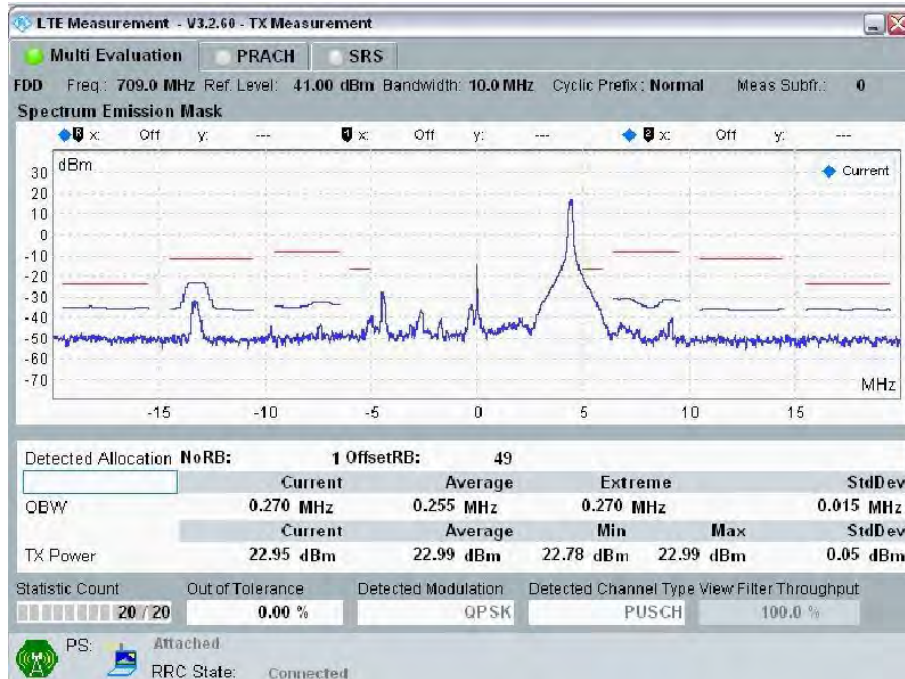 LTE Measurement - V3.2.60 - TX Measurement
Multi Evaluation PRACH SRS
FDD Freq.: 709.0 MHz Ref. Level: 41.00 dBm Bandwidth: 10.0 MHz Cyclic Prefix: Normal Meas Subfr.: 0
Spectrum Emission Mask
R x: Off y: --- 1 x: Off y: --- 2 x: Off y: ---
dBm
Current
30
20
10
0
-10
-20
-30
-40
-50
-60
-70
MHz
-15 -10 -5 0 5 10 15
Detected Allocation NoRB: 1 OffsetRB: 49
Current Average Extreme StdDev
OBW 0.270 MHz 0.255 MHz 0.270 MHz 0.015 MHz
Current Average Min Max StdDev
TX Power 22.95 dBm 22.99 dBm 22.78 dBm 22.99 dBm 0.05 dBm
Statistic Count Out of Tolerance Detected Modulation Detected Channel Type View Filter Throughput
20 / 20 0.00 % QPSK PUSCH 100.0 %
PS: Attached
RRC State: Connected